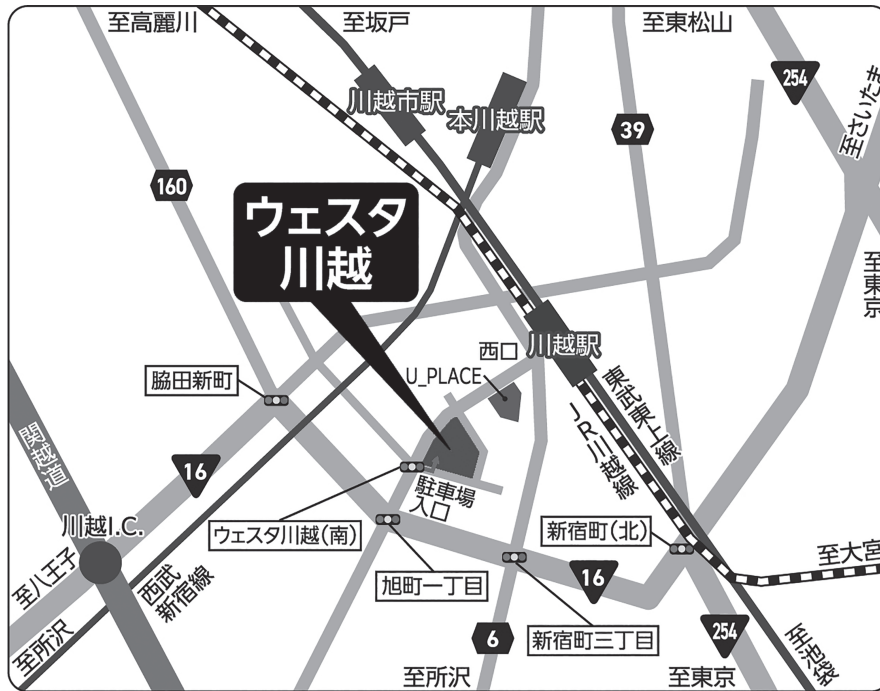 至高麗川
至坂戸
至東松山
254
至さいたま
川越市駅
本川越駅
39
160
ウェスタ
川越
至東京
西口
川越駅
U_PLACE
脇田新町
東武東上線
JR川越線
関越道
16
駐車場
入口
川越I.C.
ウェスタ川越(南)
新宿町(北)
至大宮
至八王子
西武
新宿線
旭町一丁目
16
至所沢
6
新宿町三丁目
254
至池袋
至所沢
至東京